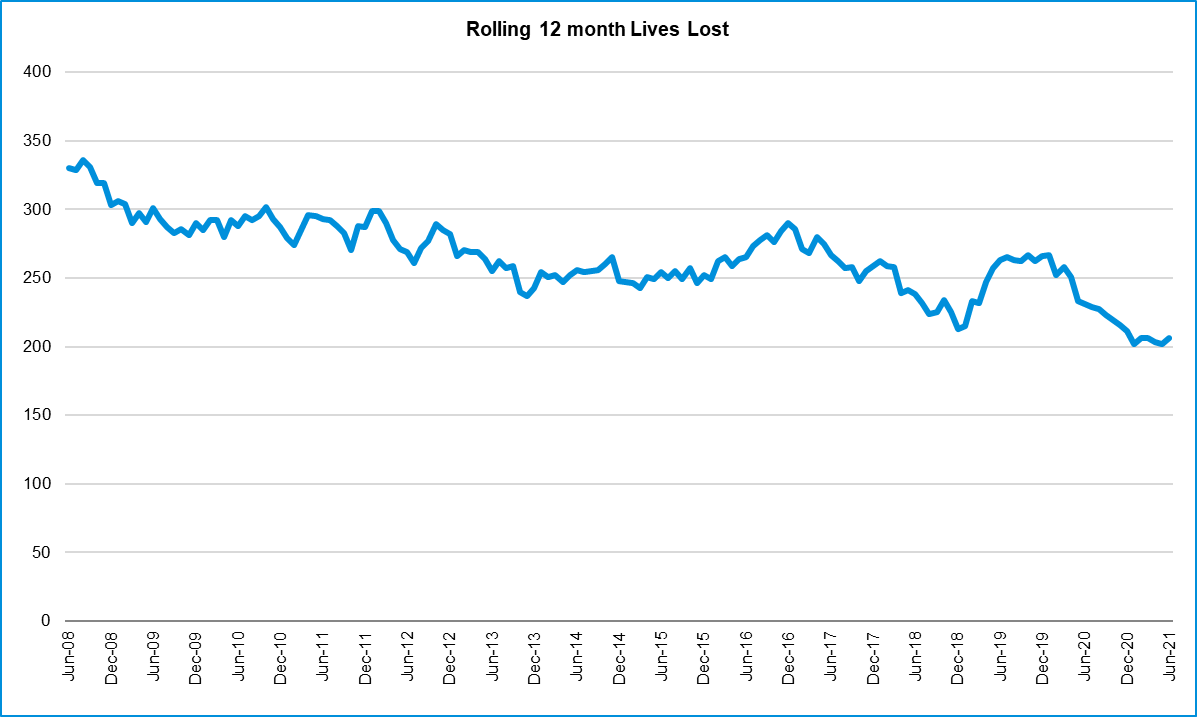 Rolling 12 month Lives Lost
400
350
300
250
200
150
100
50
0
Jun-08
Dec-08
Jun-09
Dec-09
Jun-10
Dec-10
Jun-11
Dec-11
Jun-12
Dec-12
Jun-13
Dec-13
Jun-14
Dec-14
Jun-15
Dec-15
Jun-16
Dec-16
Jun-17
Dec-17
Jun-18
Dec-18
Jun-19
Dec-19
Jun-20
Dec-20
Jun-21